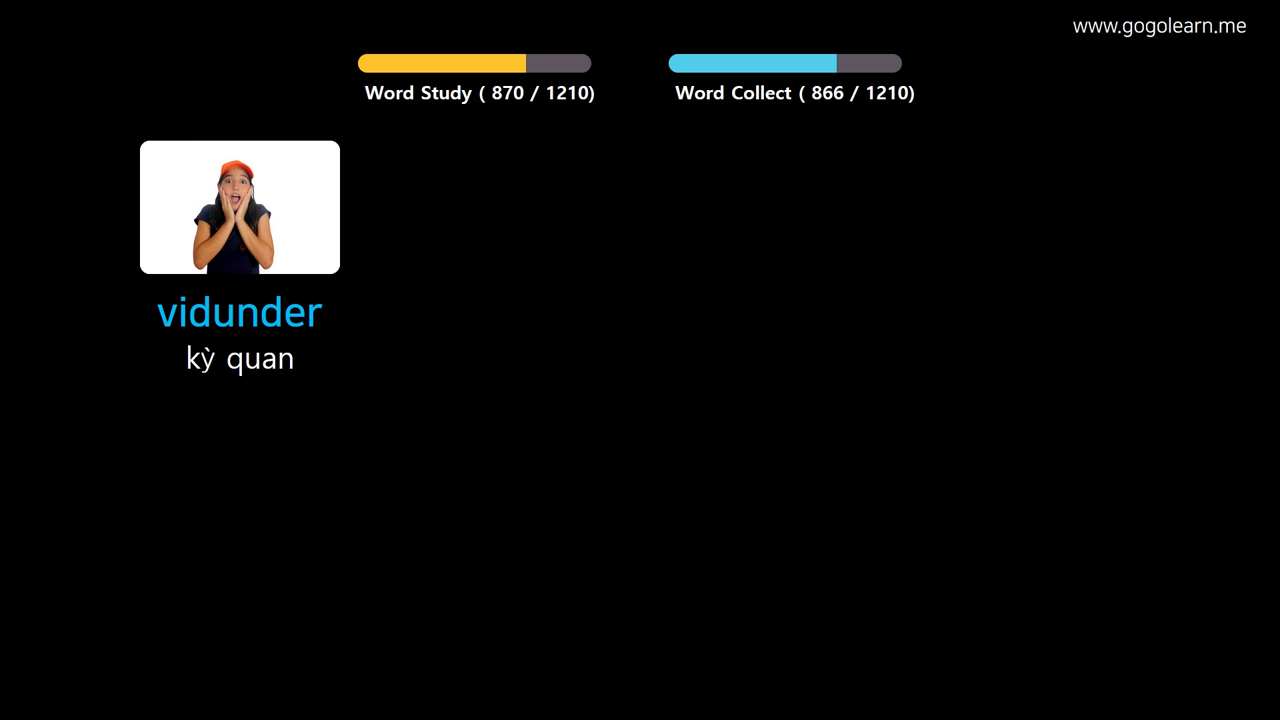 www.gogolearn.me
Word Study ( 870 / 1210)
Word Collect ( 866 / 1210)
vidunder
kỳ quan